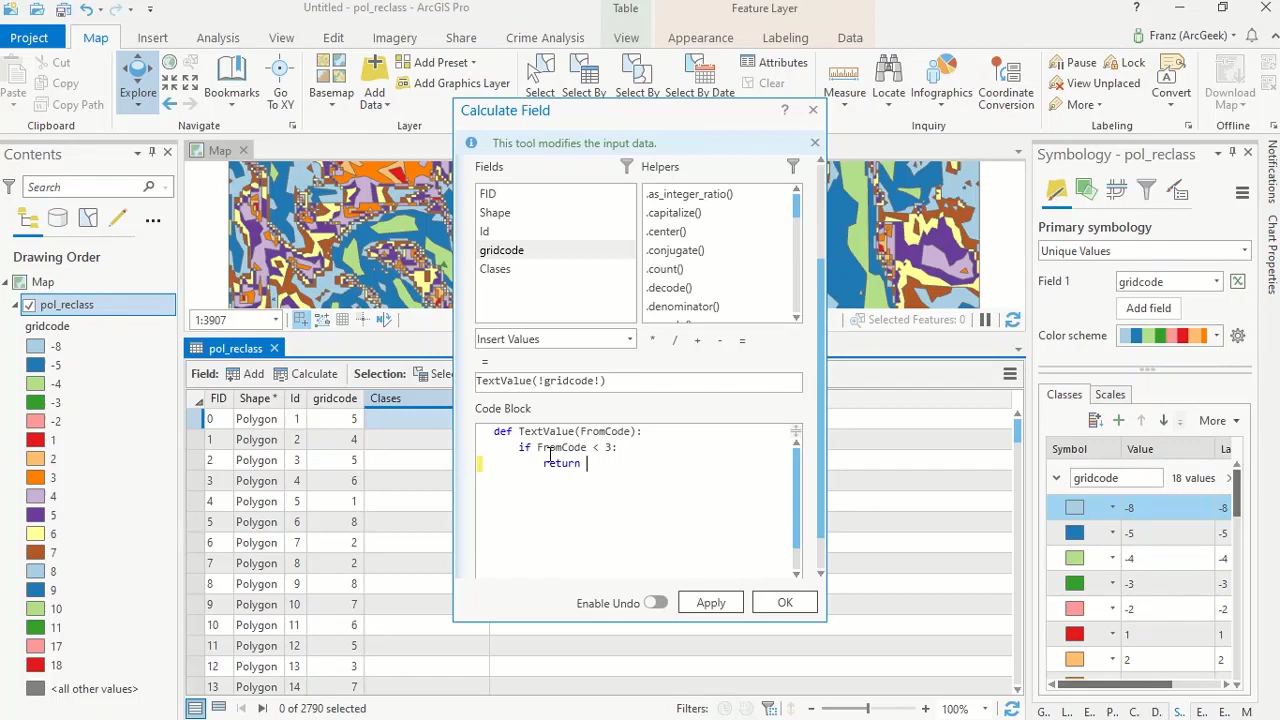 Untitled - pol_reclass - ArcGIS Pro
Table
Feature Layer
?
Project
Map
Insert
Analysis
View
Edit
Imagery
Share
Crime Analysis
View
Appearance
Labeling
Data
Franz (ArcGeek)
Paste
Cut
Copy
Copy Path
Clipboard
Explore
Bookmarks
Go
To XY
Navigate
Basemap
Add
Data
Add Preset
Add Graphics Layer
Layer
Select
Select By
Select By
Select By Date
Attributes
Clear
Measure
Locate
Infographics
Coordinate
Conversion
Inquiry
Pause
Lock
View Unplaced
More
Labeling
Convert
Download
Map
Offline
Contents
Search
Drawing Order
Map
pol_reclass
gridcode
-8
-5
-4
-3
-2
1
2
3
4
5
6
7
8
9
10
11
17
18
<all other values>
Map
1:3907
Selected Features: 0
pol_reclass
Field:
Add
Calculate
Selection:
FID
Shape *
Id
gridcode
Clases
0 Polygon 1 5
1 Polygon 2 4
2 Polygon 3 5
3 Polygon 4 6
4 Polygon 5 1
5 Polygon 6 8
6 Polygon 7 2
7 Polygon 8 2
8 Polygon 9 8
9 Polygon 10 7
10 Polygon 11 6
11 Polygon 12 5
12 Polygon 13 3
13 Polygon 14 7
0 of 2790 selected
Filters:
100%
Calculate Field
?
This tool modifies the input data.
Fields
Helpers
FID
Shape
Id
gridcode
Clases
.as_integer_ratio()
.capitalize()
.center()
.conjugate()
.count()
.decode()
.denominator()
Insert Values
* / + - =
=
TextValue(!gridcode!)
Code Block
def TextValue(FromCode):
if FromCode < 3:
return
Enable Undo
Apply
OK
Symbology - pol_reclass
Primary symbology
Unique Values
Field 1
gridcode
Add field
Color scheme
Classes
Scales
More
Symbol
Value
La
gridcode
18 values
-8 -8
-5 -5
-4 -4
-3 -3
-2 -2
1 1
2 2
G..
L..
E..
P..
C..
D..
S..
E..
E..
M
Notifications (1)
Chart Properties